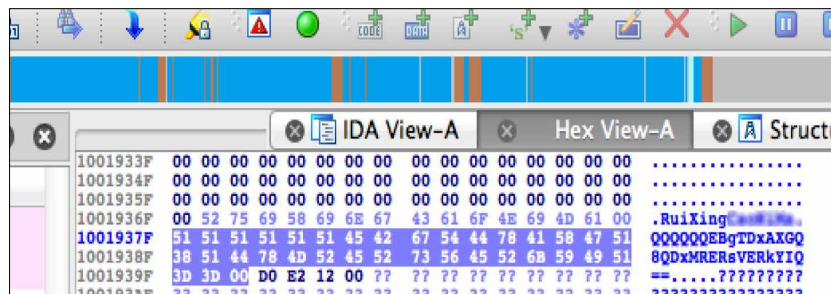 CODE DATA A 's'
IDA View-A Hex View-A Structu
1001933F 00 00 00 00 00 00 00 00 00 00 00 00 00 00 00 00 ................
1001934F 00 00 00 00 00 00 00 00 00 00 00 00 00 00 00 00 ................
1001935F 00 00 00 00 00 00 00 00 00 00 00 00 00 00 00 00 ................
1001936F 00 52 75 69 58 69 6E 67 43 61 6F 4E 69 4D 61 00 .RuiXing
1001937F 51 51 51 51 51 51 45 42 67 54 44 78 41 58 47 51 QQQQQQEBgTDxAXGQ
1001938F 38 51 44 78 4D 52 45 52 73 56 45 52 6B 59 49 51 8QDxMRERsVERkYIQ
1001939F 3D 3D 00 D0 E2 12 00 ?? ?? ?? ?? ?? ?? ?? ?? ?? ==.....?????????